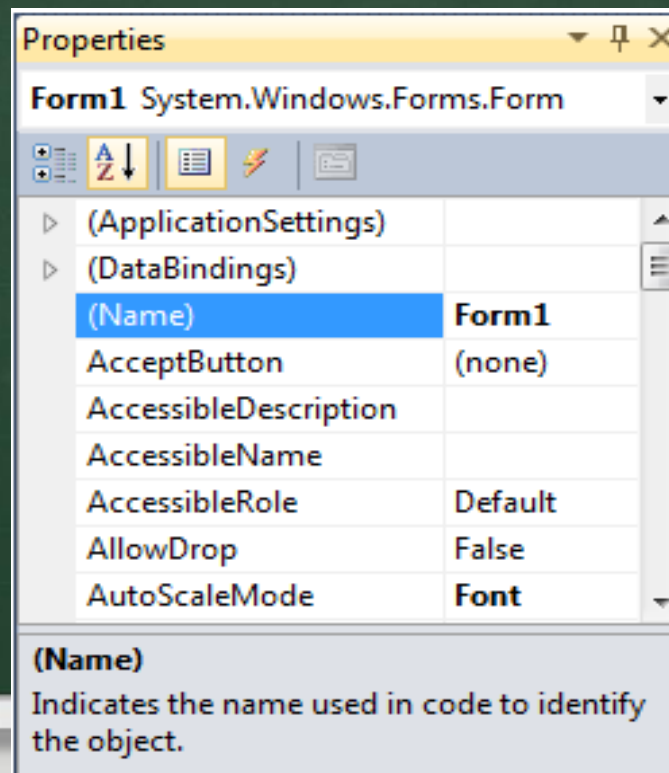 Properties
Form1 System.Windows.Forms.Form
A
Z
(ApplicationSettings)
(DataBindings)
(Name) Form1
AcceptButton (none)
AccessibleDescription
AccessibleName
AccessibleRole Default
AllowDrop False
AutoScaleMode Font
(Name)
Indicates the name used in code to identify
the object.